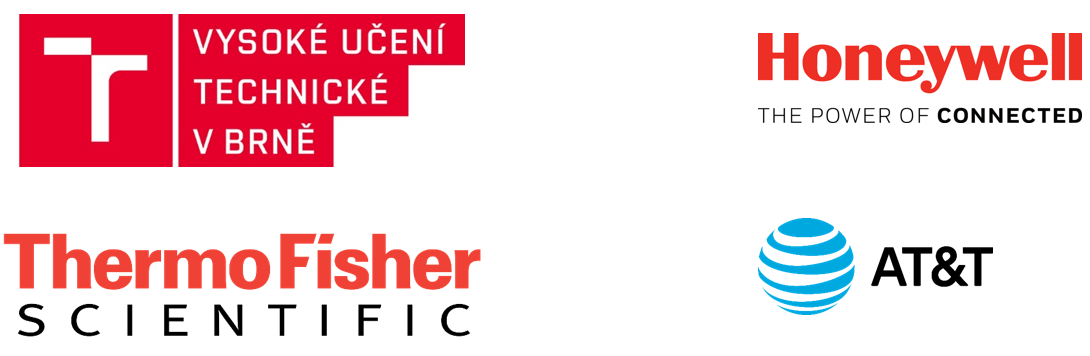 VYSOKÉ UČENÍ
TECHNICKÉ
V BRNĚ
Honeywell
THE POWER OF CONNECTED
ThermoFisher
SCIENTIFIC
AT&T